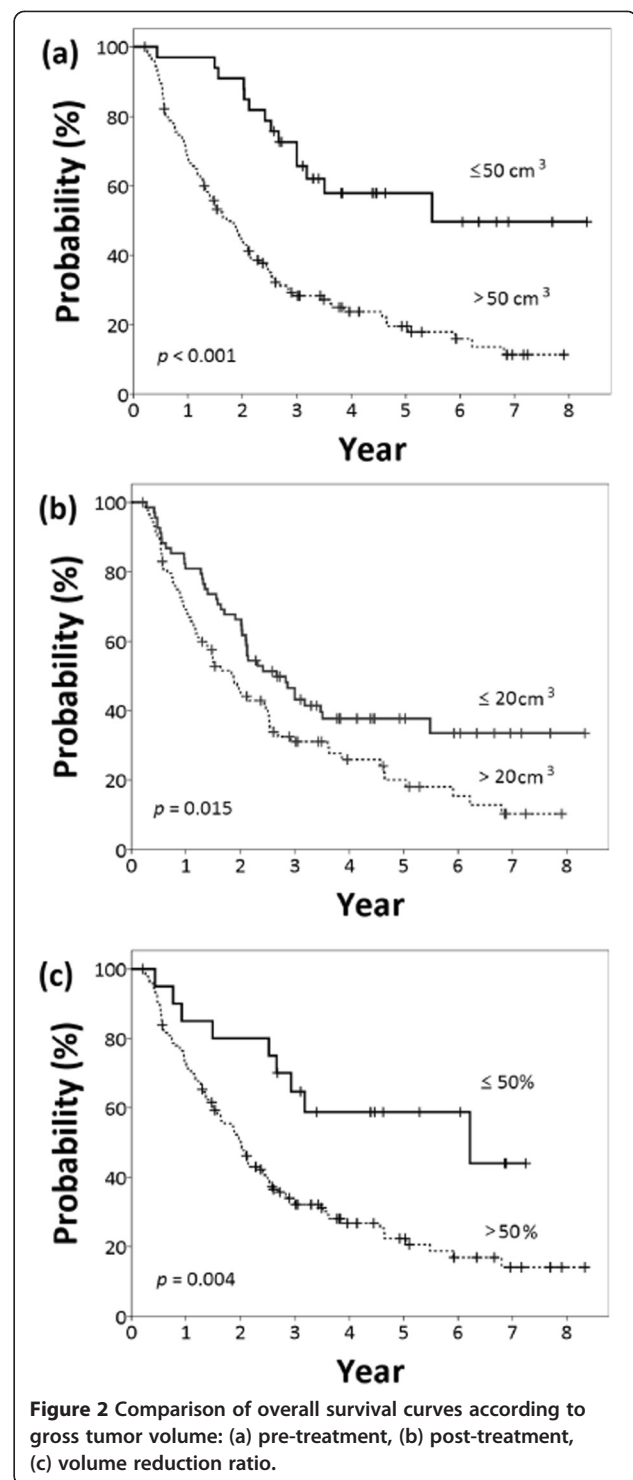 (a)
Probability (%)
100
80
60
40
20
0
≤50 cm³
>50 cm³
p < 0.001
0 1 2 3 4 5 6 7 8
Year
(b)
Probability (%)
100
80
60
40
20
0
≤ 20cm³
> 20cm³
p = 0.015
0 1 2 3 4 5 6 7 8
Year
(c)
Probability (%)
100
80
60
40
20
0
≤ 50%
>50%
p = 0.004
0 1 2 3 4 5 6 7 8
Year
Figure 2 Comparison of overall survival curves according to
gross tumor volume: (a) pre-treatment, (b) post-treatment,
(c) volume reduction ratio.